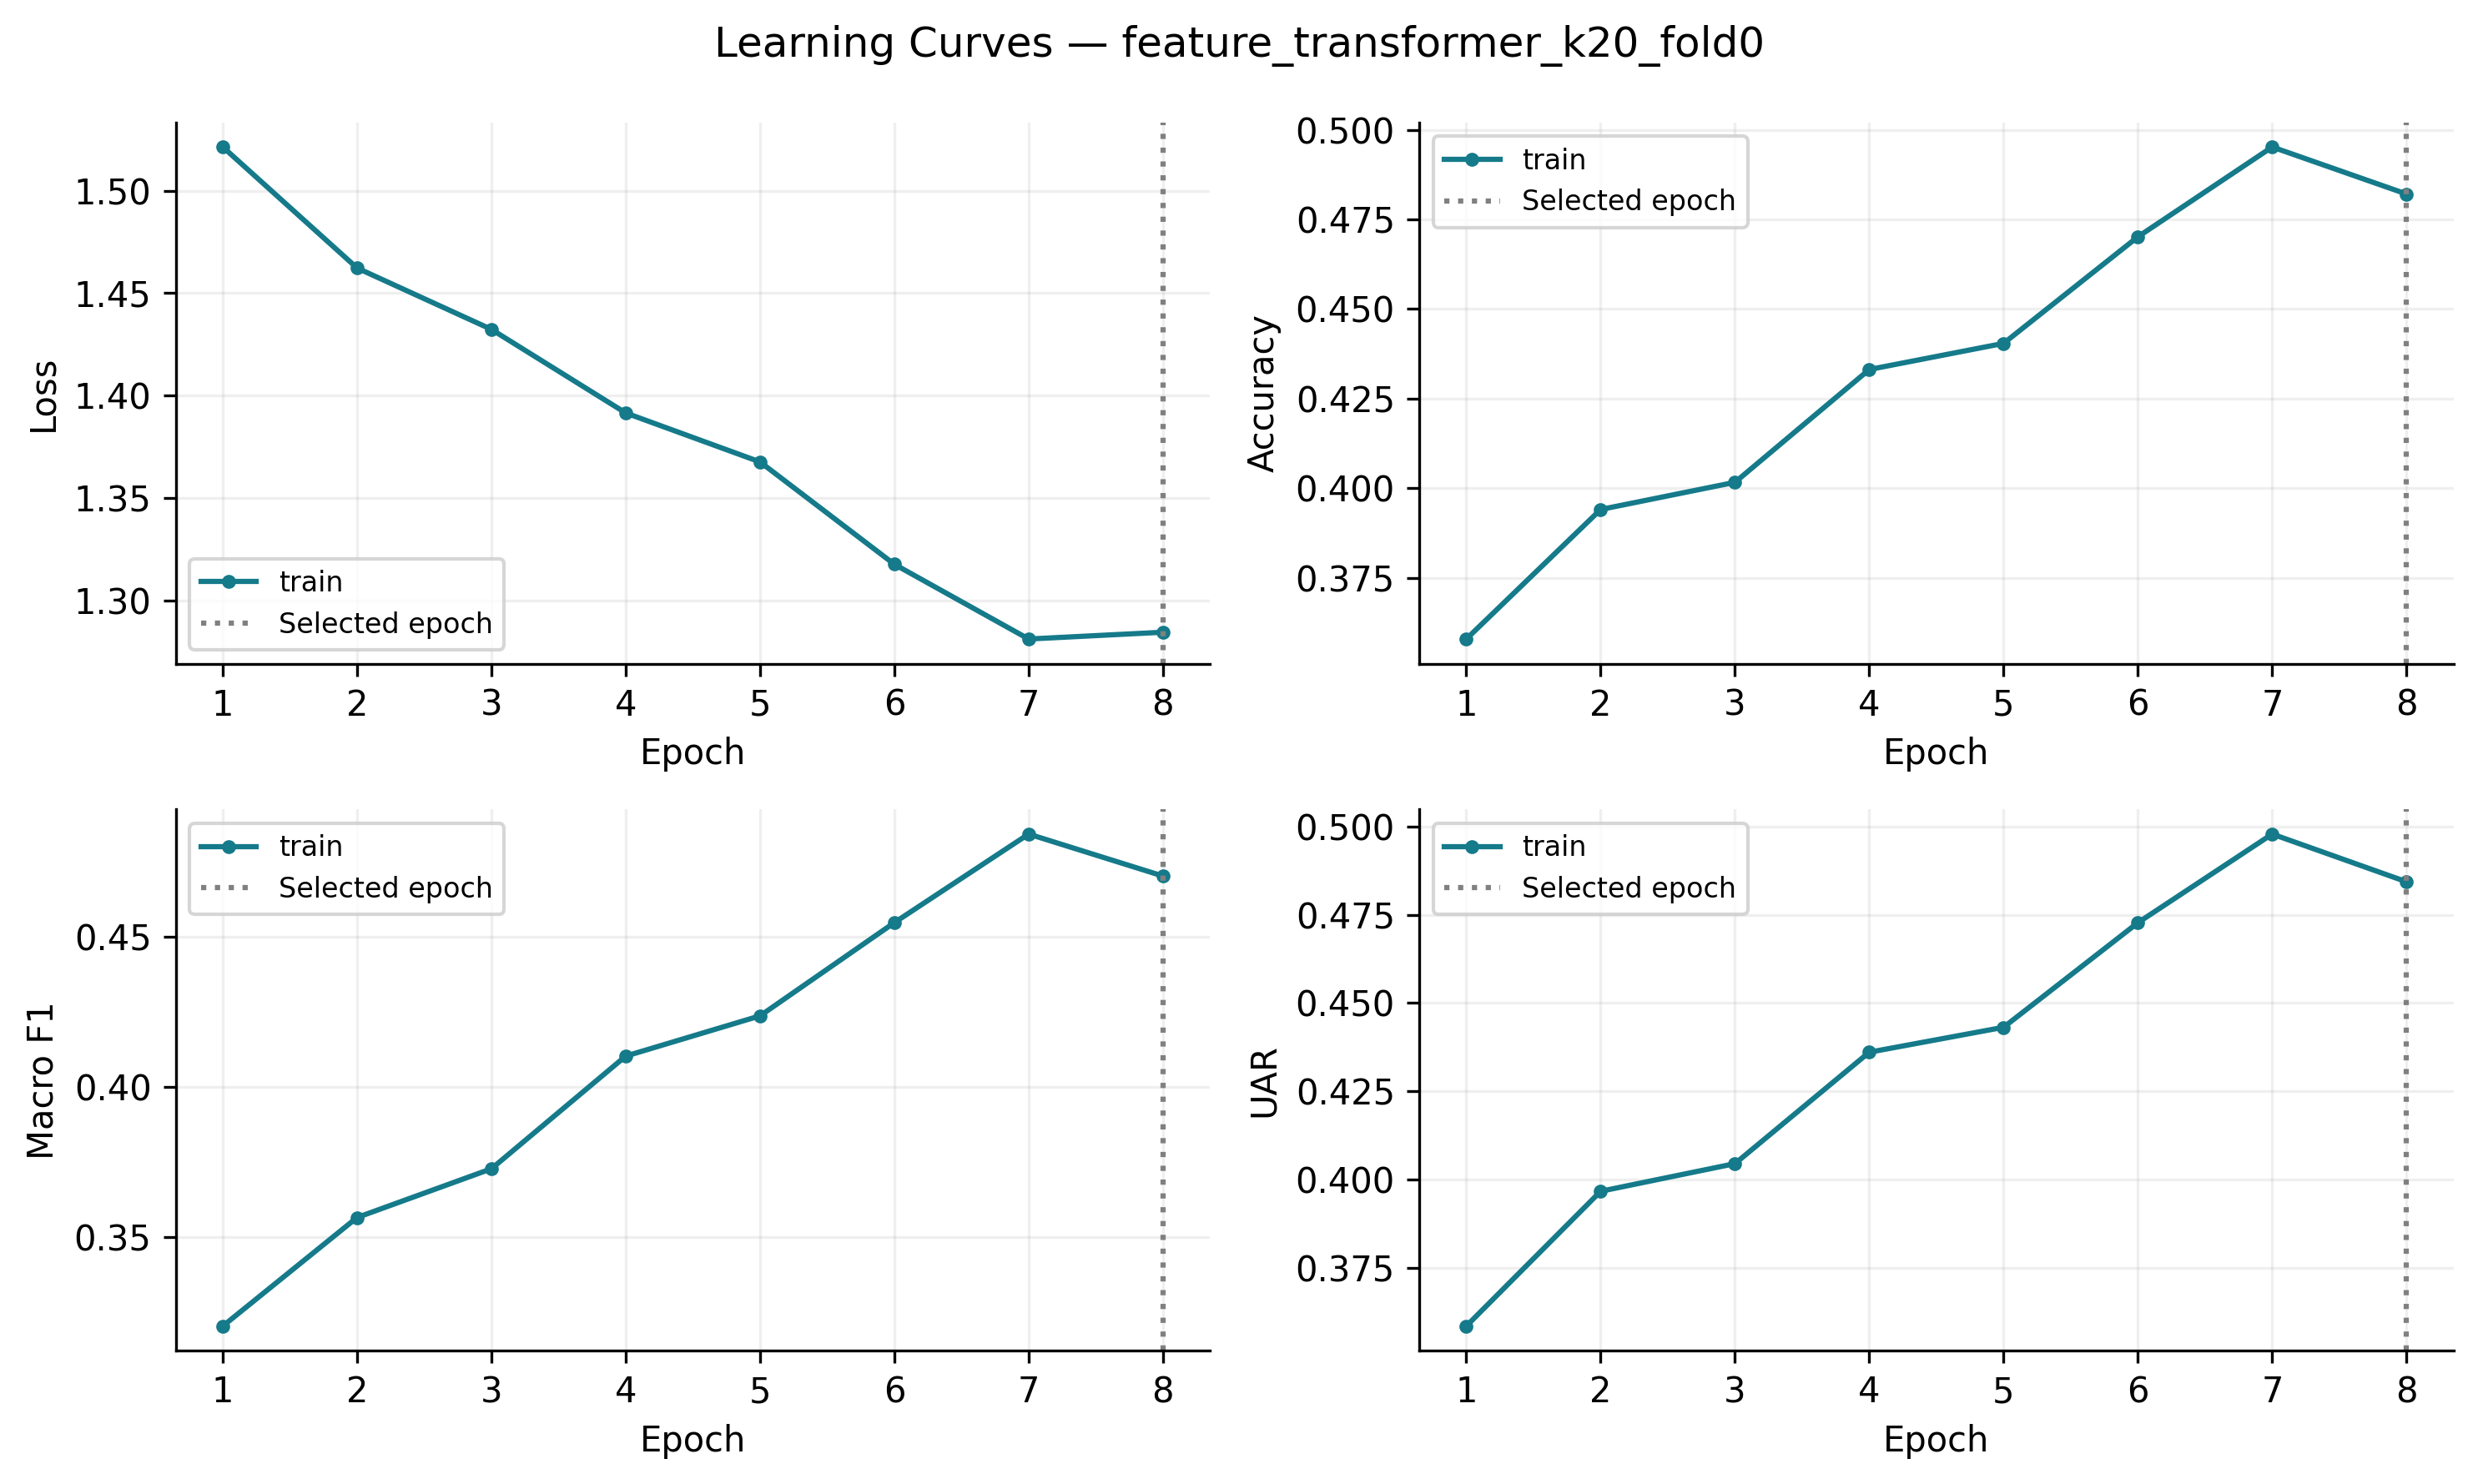 Learning Curves — feature_transformer_k20_fold0
Loss
1.50
1.45
1.40
1.35
1.30
train
Selected epoch
1 2 3 4 5 6 7 8
Epoch
Accuracy
0.500
0.475
0.450
0.425
0.400
0.375
train
Selected epoch
1 2 3 4 5 6 7 8
Epoch
Macro F1
0.45
0.40
0.35
train
Selected epoch
1 2 3 4 5 6 7 8
Epoch
UAR
0.500
0.475
0.450
0.425
0.400
0.375
train
Selected epoch
1 2 3 4 5 6 7 8
Epoch